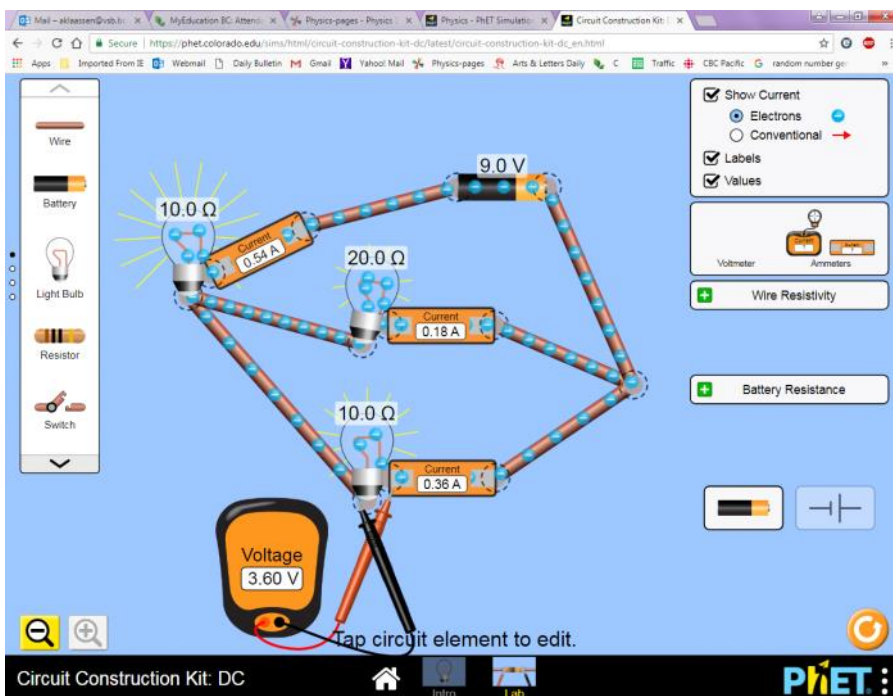 Mail – aklaassen@vsb.bc
MyEducation BC: Attend
Physics-pages - Physics
Physics - PhET Simulation
Circuit Construction Kit:
Secure | https://phet.colorado.edu/sims/html/circuit-construction-kit-dc/latest/circuit-construction-kit-dc_en.html
Apps Imported From IE Webmail Daily Bulletin Gmail Yahoo! Mail Physics-pages Arts & Letters Daily C Traffic CBC Pacific random number ger »
Wire
Battery
Light Bulb
Resistor
Switch
9.0 V
10.0 Ω
Current
0.54 A
20.0 Ω
Current
0.18 A
10.0 Ω
Current
0.36 A
Voltage
3.60 V
Show Current
Electrons
Conventional
Labels
Values
Voltmeter
Ammeters
Wire Resistivity
Battery Resistance
Tap circuit element to edit.
Circuit Construction Kit: DC
Intro
Lab
PhET